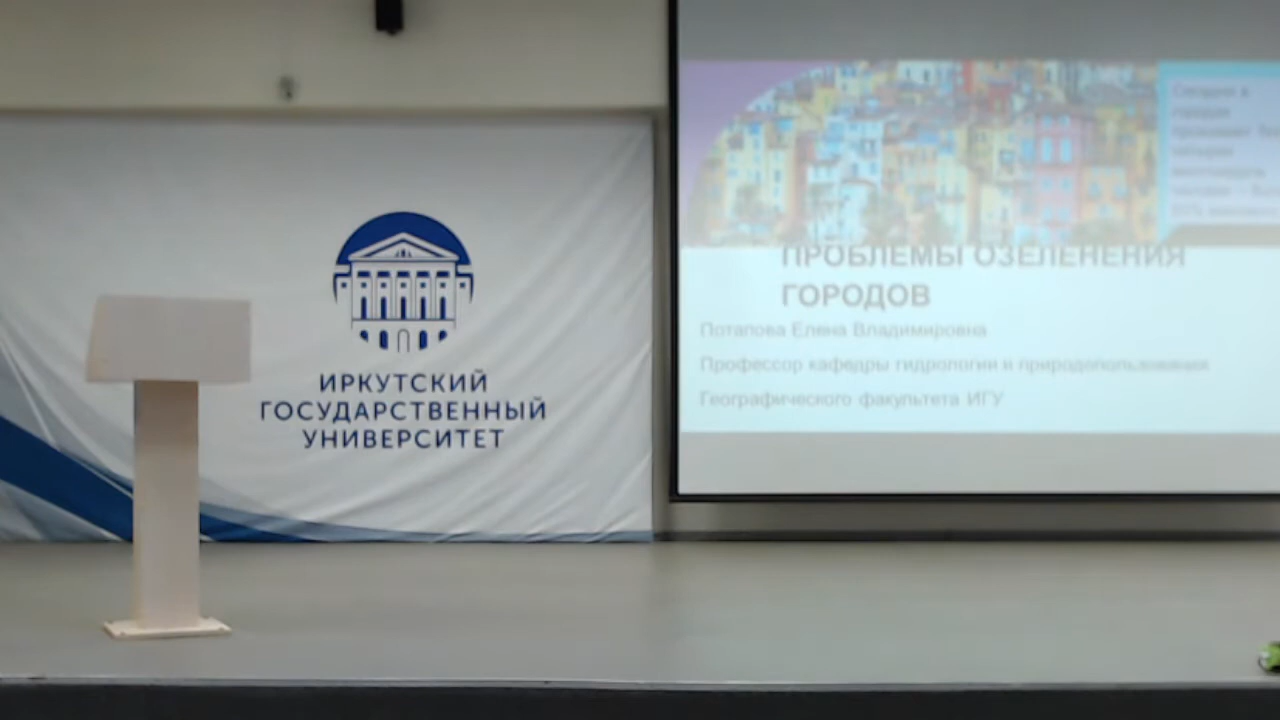 ИРКУТСКИЙ
ГОСУДАРСТВЕННЫЙ
УНИВЕРСИТЕТ
ПРОБЛЕМЫ ОЗЕЛЕНЕНИЯ
ГОРОДОВ
Потапова Елена Владимировна
Профессор кафедры гидрологии и природопользования
Географического факультета ИГУ